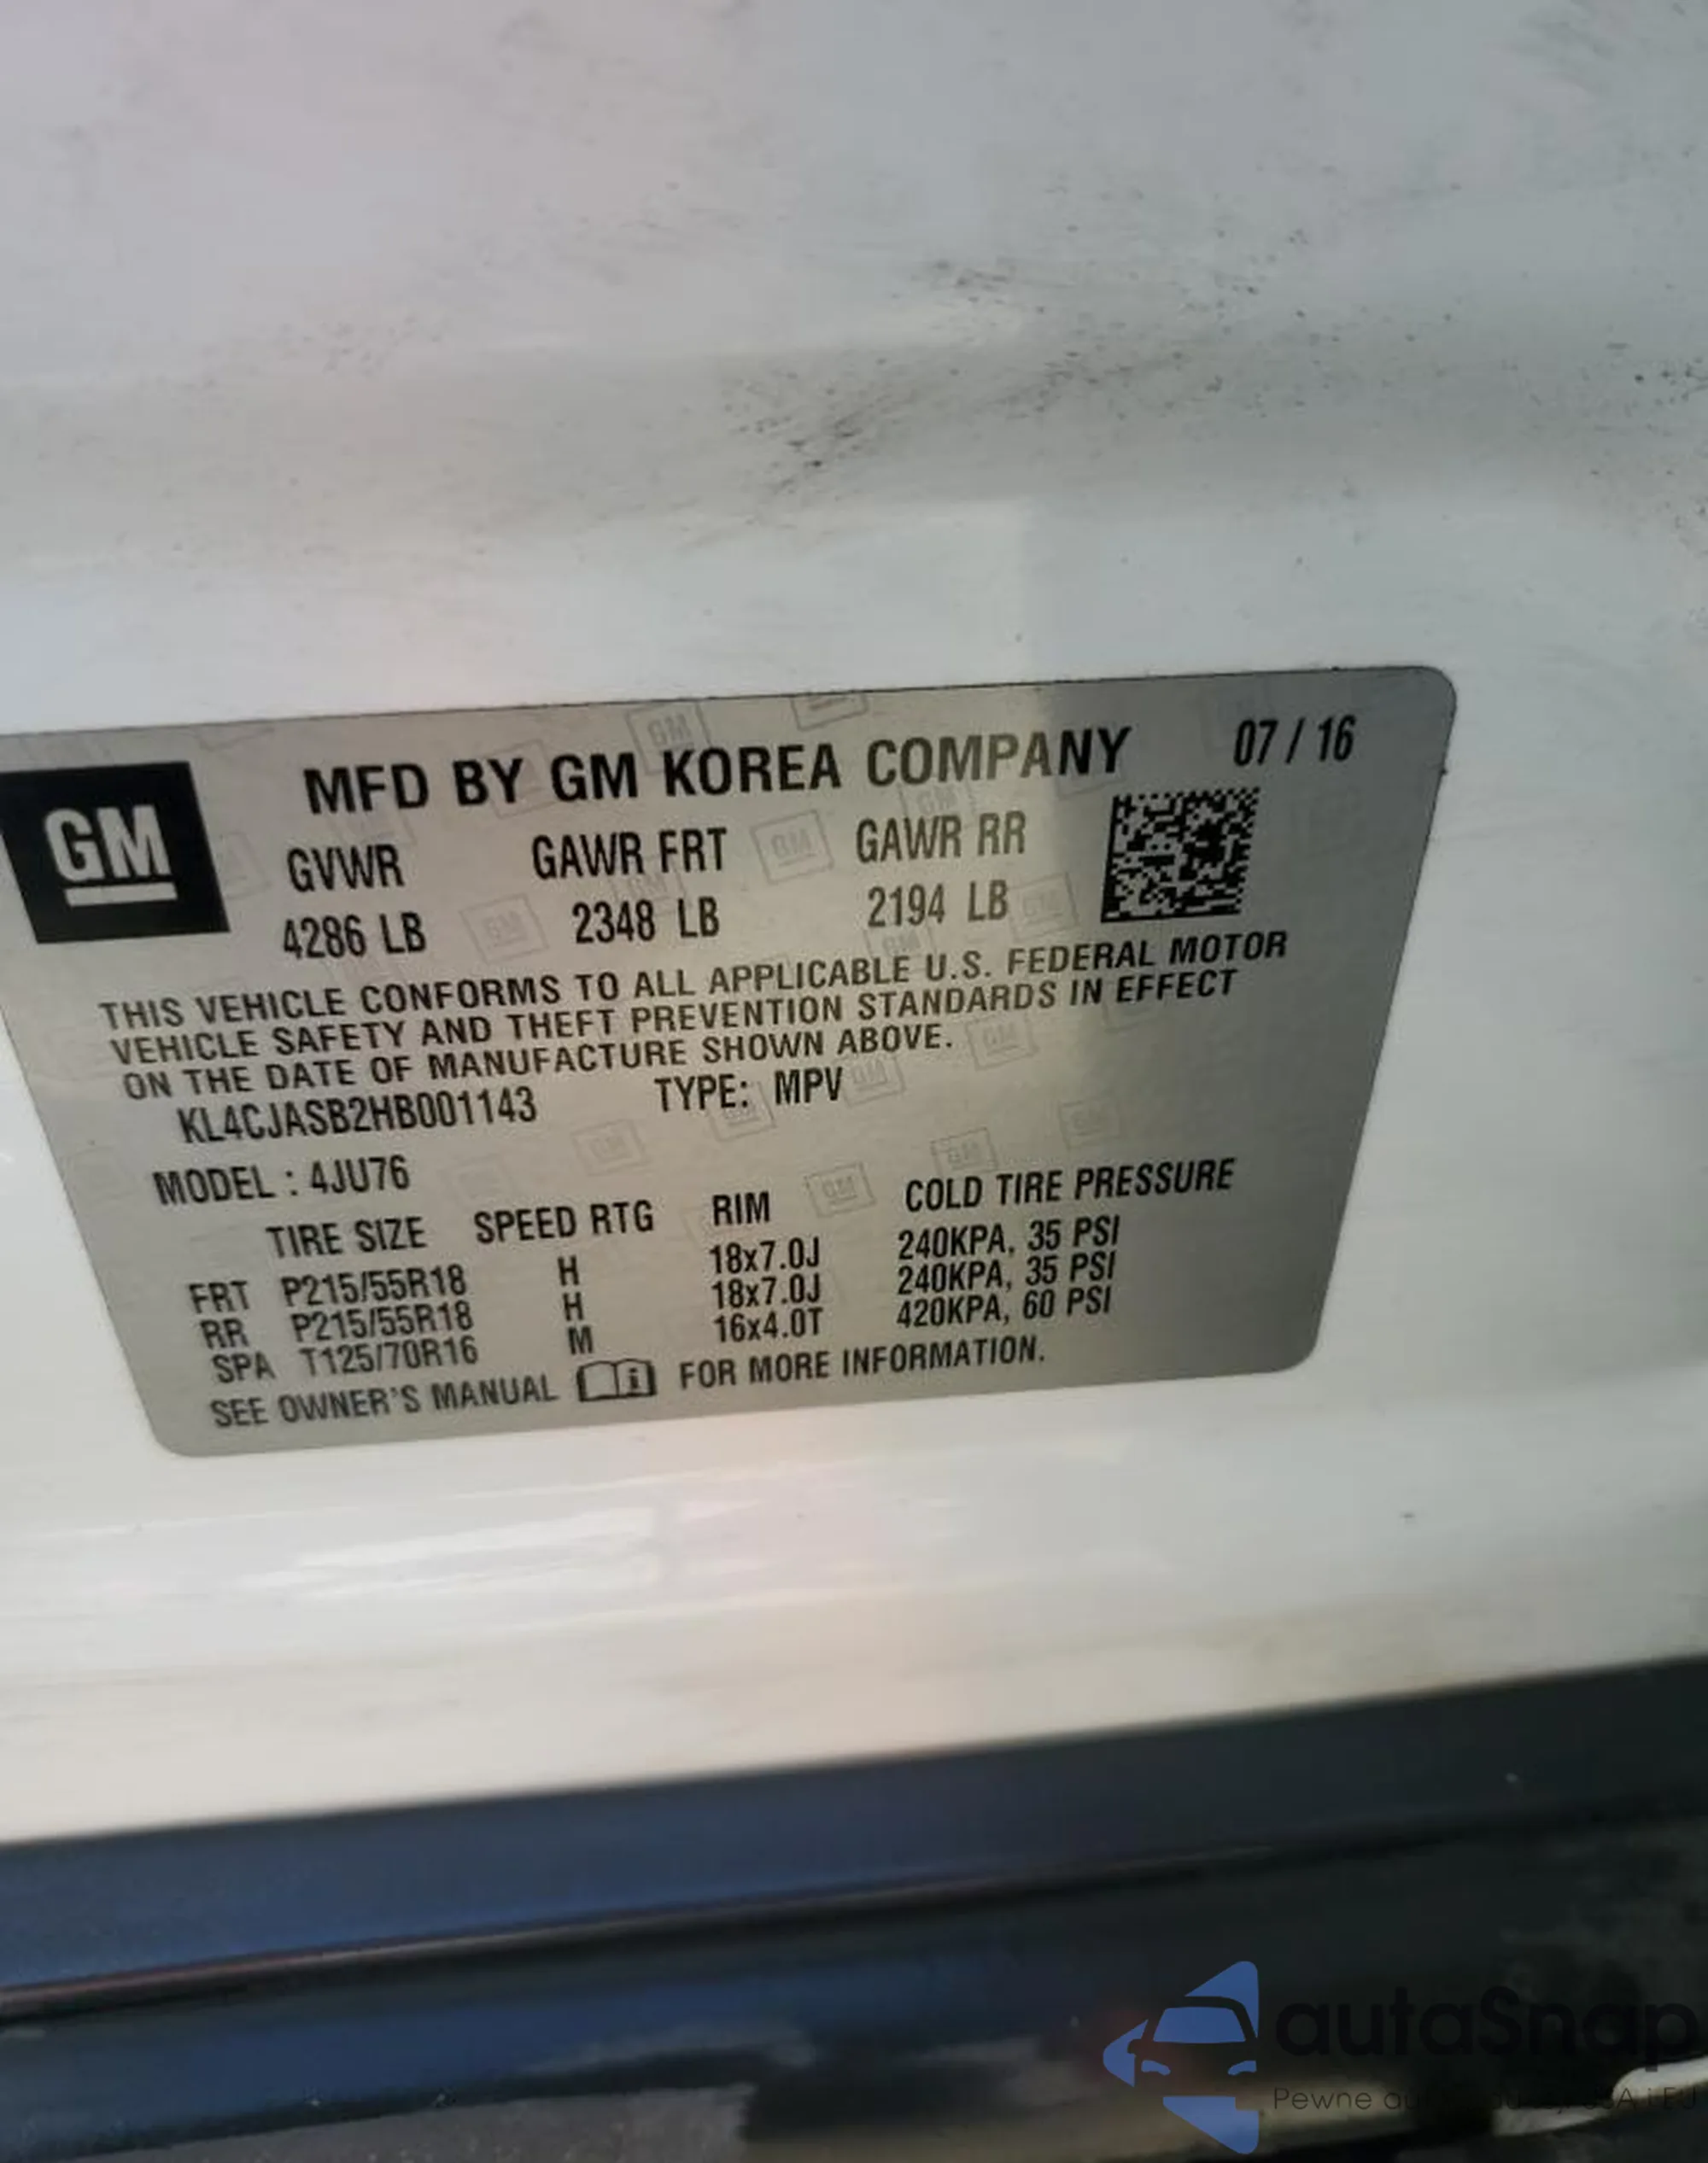 MFD BY GM KOREA COMPANY 07 / 16
GM
GVWR GAWR FRT GAWR RR
4286 LB 2348 LB 2194 LB
THIS VEHICLE CONFORMS TO ALL APPLICABLE U.S. FEDERAL MOTOR
VEHICLE SAFETY AND THEFT PREVENTION STANDARDS IN EFFECT
ON THE DATE OF MANUFACTURE SHOWN ABOVE.
KL4CJASB2HB001143 TYPE: MPV
MODEL : 4JU76
TIRE SIZE SPEED RTG RIM COLD TIRE PRESSURE
FRT P215/55R18 H 18x7.0J 240KPA, 35 PSI
RR P215/55R18 H 18x7.0J 240KPA, 35 PSI
SPA T125/70R16 M 16x4.0T 420KPA, 60 PSI
SEE OWNER'S MANUAL FOR MORE INFORMATION.
autaSnap
Pewne